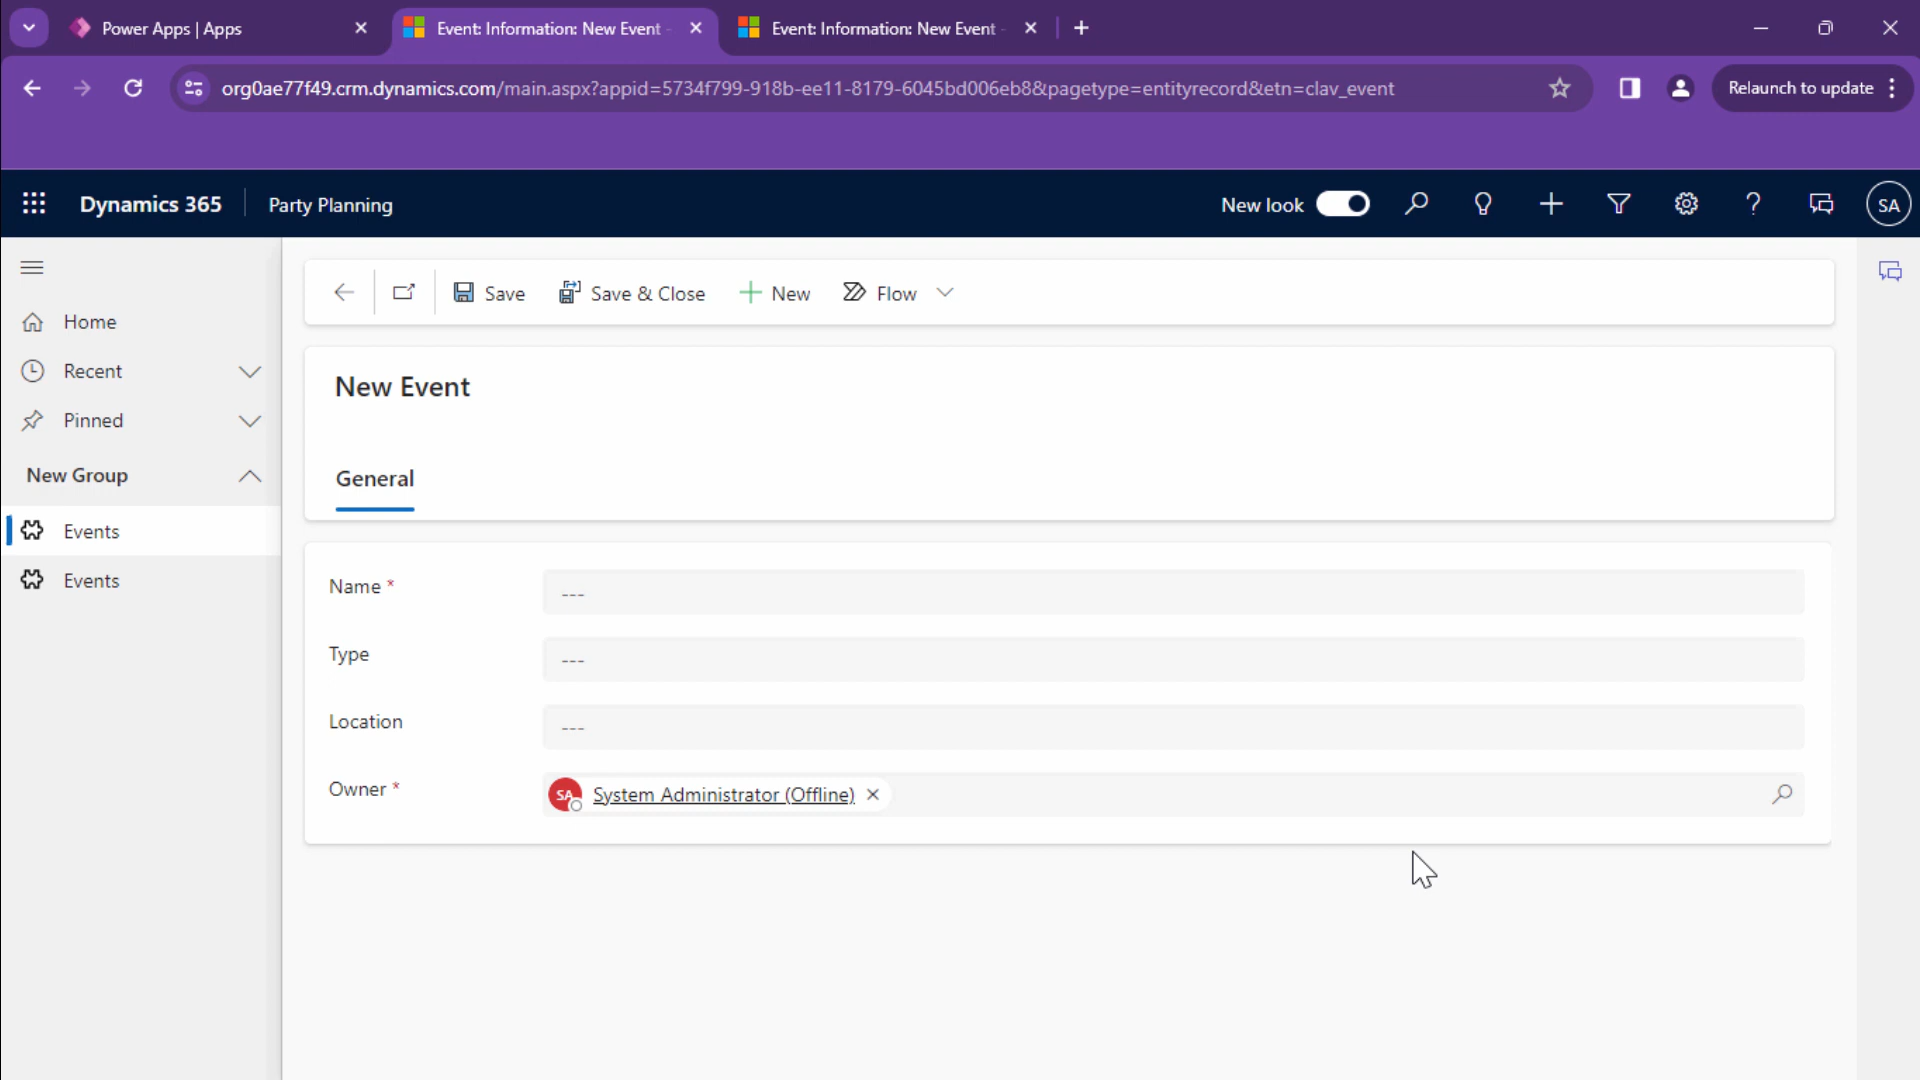 Power Apps | Apps
Event: Information: New Event -
Event: Information: New Event -
org0ae77f49.crm.dynamics.com/main.aspx?appid=5734f799-918b-ee11-8179-6045bd006eb8&pagetype=entityrecord&etn=clav_event
Relaunch to update
Dynamics 365
Party Planning
New look
SA
Save
Save & Close
New
Flow
Home
Recent
Pinned
New Group
Events
Events
New Event
General
Name *
---
Type
---
Location
---
Owner *
SA
System Administrator (Offline)